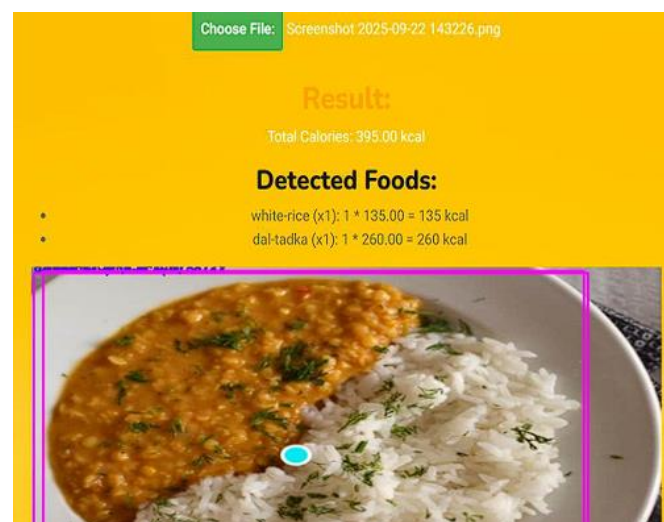 Choose File: Screenshot 2025-09-22 143226.png
Result:
Total Calories: 395.00 kcal
Detected Foods:
• white-rice (x1): 1 * 135.00 = 135 kcal
• dal-tadka (x1): 1 * 260.00 = 260 kcal